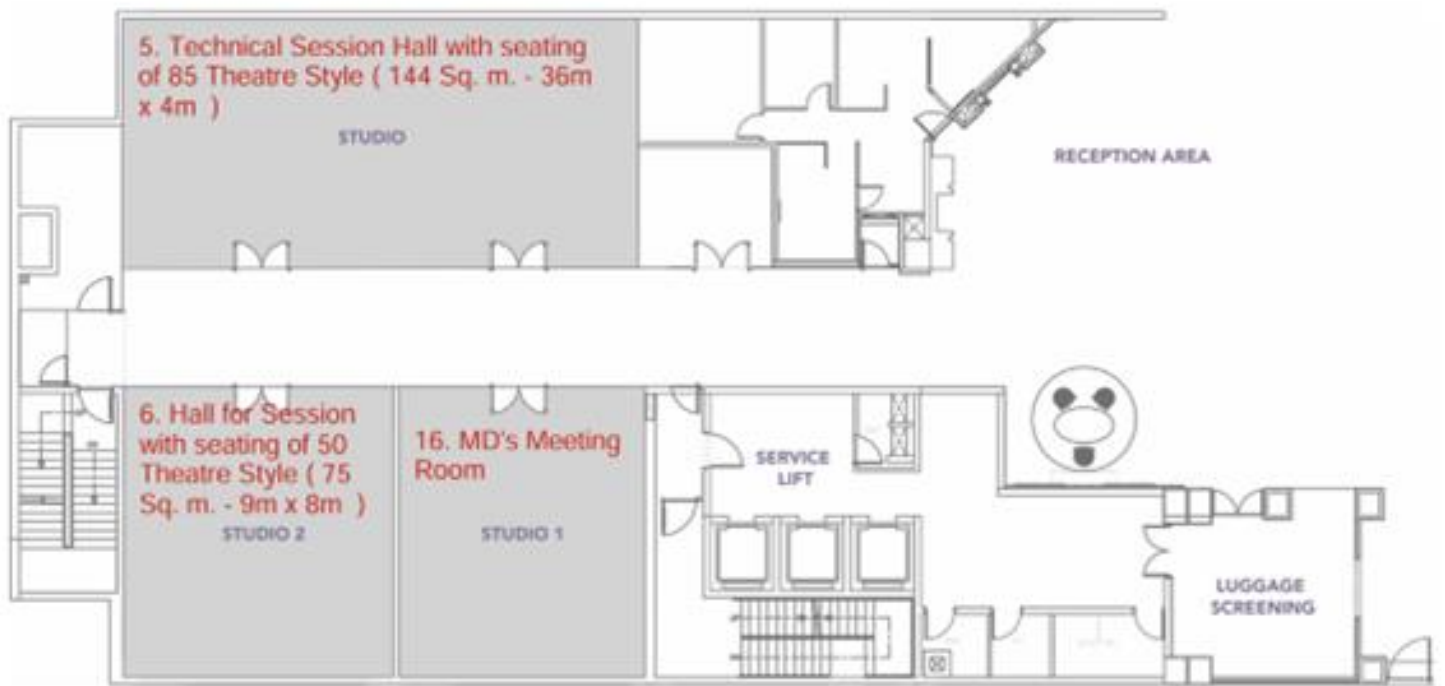 5. Technical Session Hall with seating
of 85 Theatre Style ( 144 Sq. m. - 36m
x 4m )
STUDIO
RECEPTION AREA
6. Hall for Session
with seating of 50
Theatre Style ( 75
Sq. m. - 9m x 8m )
STUDIO 2
16. MD's Meeting
Room
STUDIO 1
SERVICE
LIFT
LUGGAGE
SCREENING